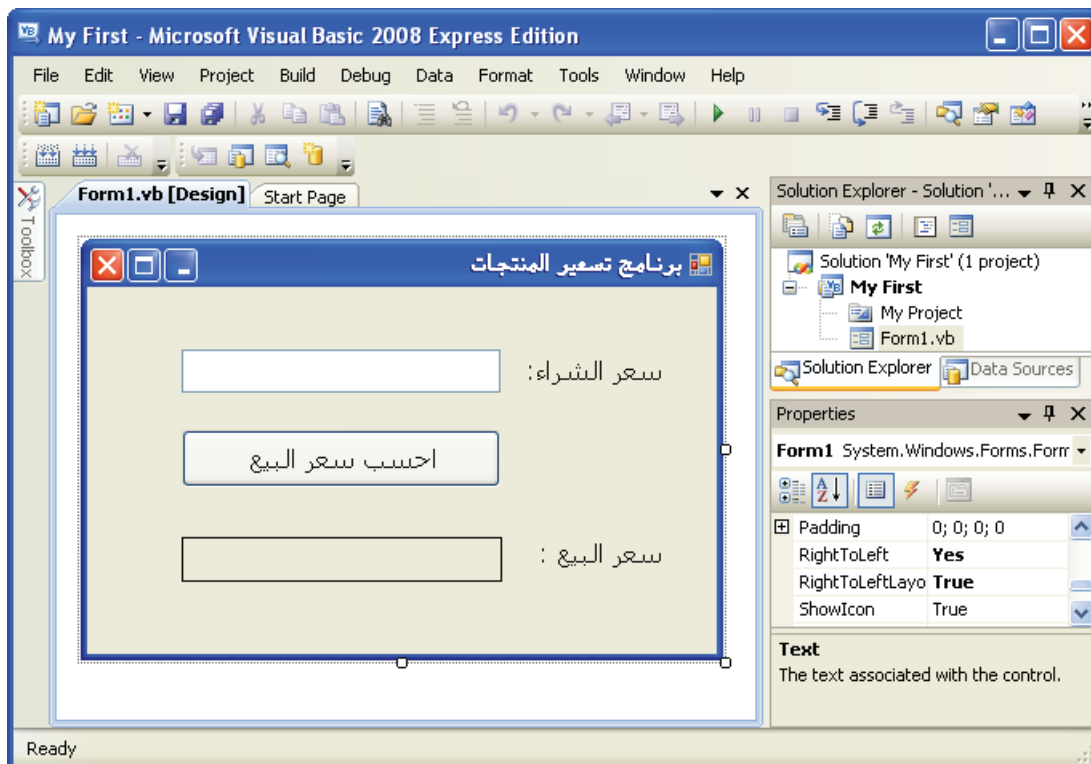 My First - Microsoft Visual Basic 2008 Express Edition
File Edit View Project Build Debug Data Format Tools Window Help
Toolbox
Form1.vb [Design] Start Page
برنامج تسعير المنتجات
سعر الشراء:
احسب سعر البيع
سعر البيع :
Solution Explorer - Solution '...
Solution 'My First' (1 project)
My First
My Project
Form1.vb
Solution Explorer Data Sources
Properties
Form1 System.Windows.Forms.Form
Padding 0; 0; 0; 0
RightToLeft Yes
RightToLeftLayo True
ShowIcon True
Text
The text associated with the control.
Ready